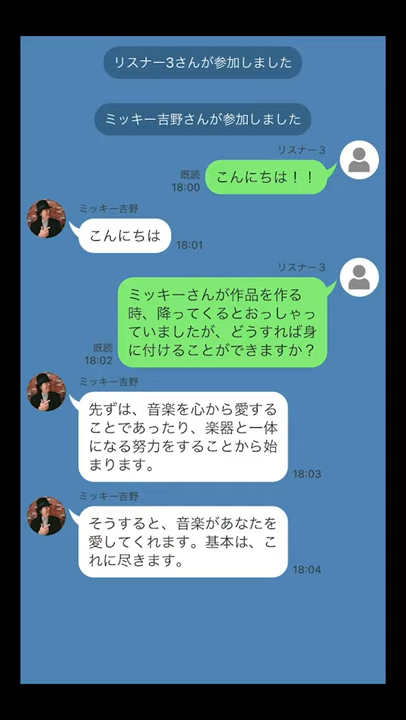 リスナー3さんが参加しました
ミッキー吉野さんが参加しました
リスナー３
既読
18:00
こんにちは！！
ミッキー吉野
こんにちは
18:01
リスナー３
ミッキーさんが作品を作る
時、降ってくるとおっしゃっ
ていましたが、どうすれば身
に付けることができますか？
既読
18:02
ミッキー吉野
先ずは、音楽を心から愛する
ことであったり、楽器と一体
になる努力をすることから始
まります。
18:03
ミッキー吉野
そうすると、音楽があなたを
愛してくれます。基本は、こ
れに尽きます。
18:04